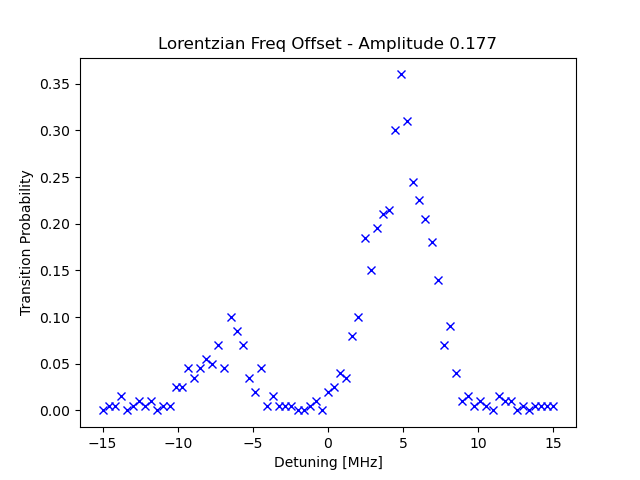 Lorentzian Freq Offset - Amplitude 0.177
Transition Probability
0.35
0.30
0.25
0.20
0.15
0.10
0.05
0.00
−15 −10 −5 0 5 10 15
Detuning [MHz]